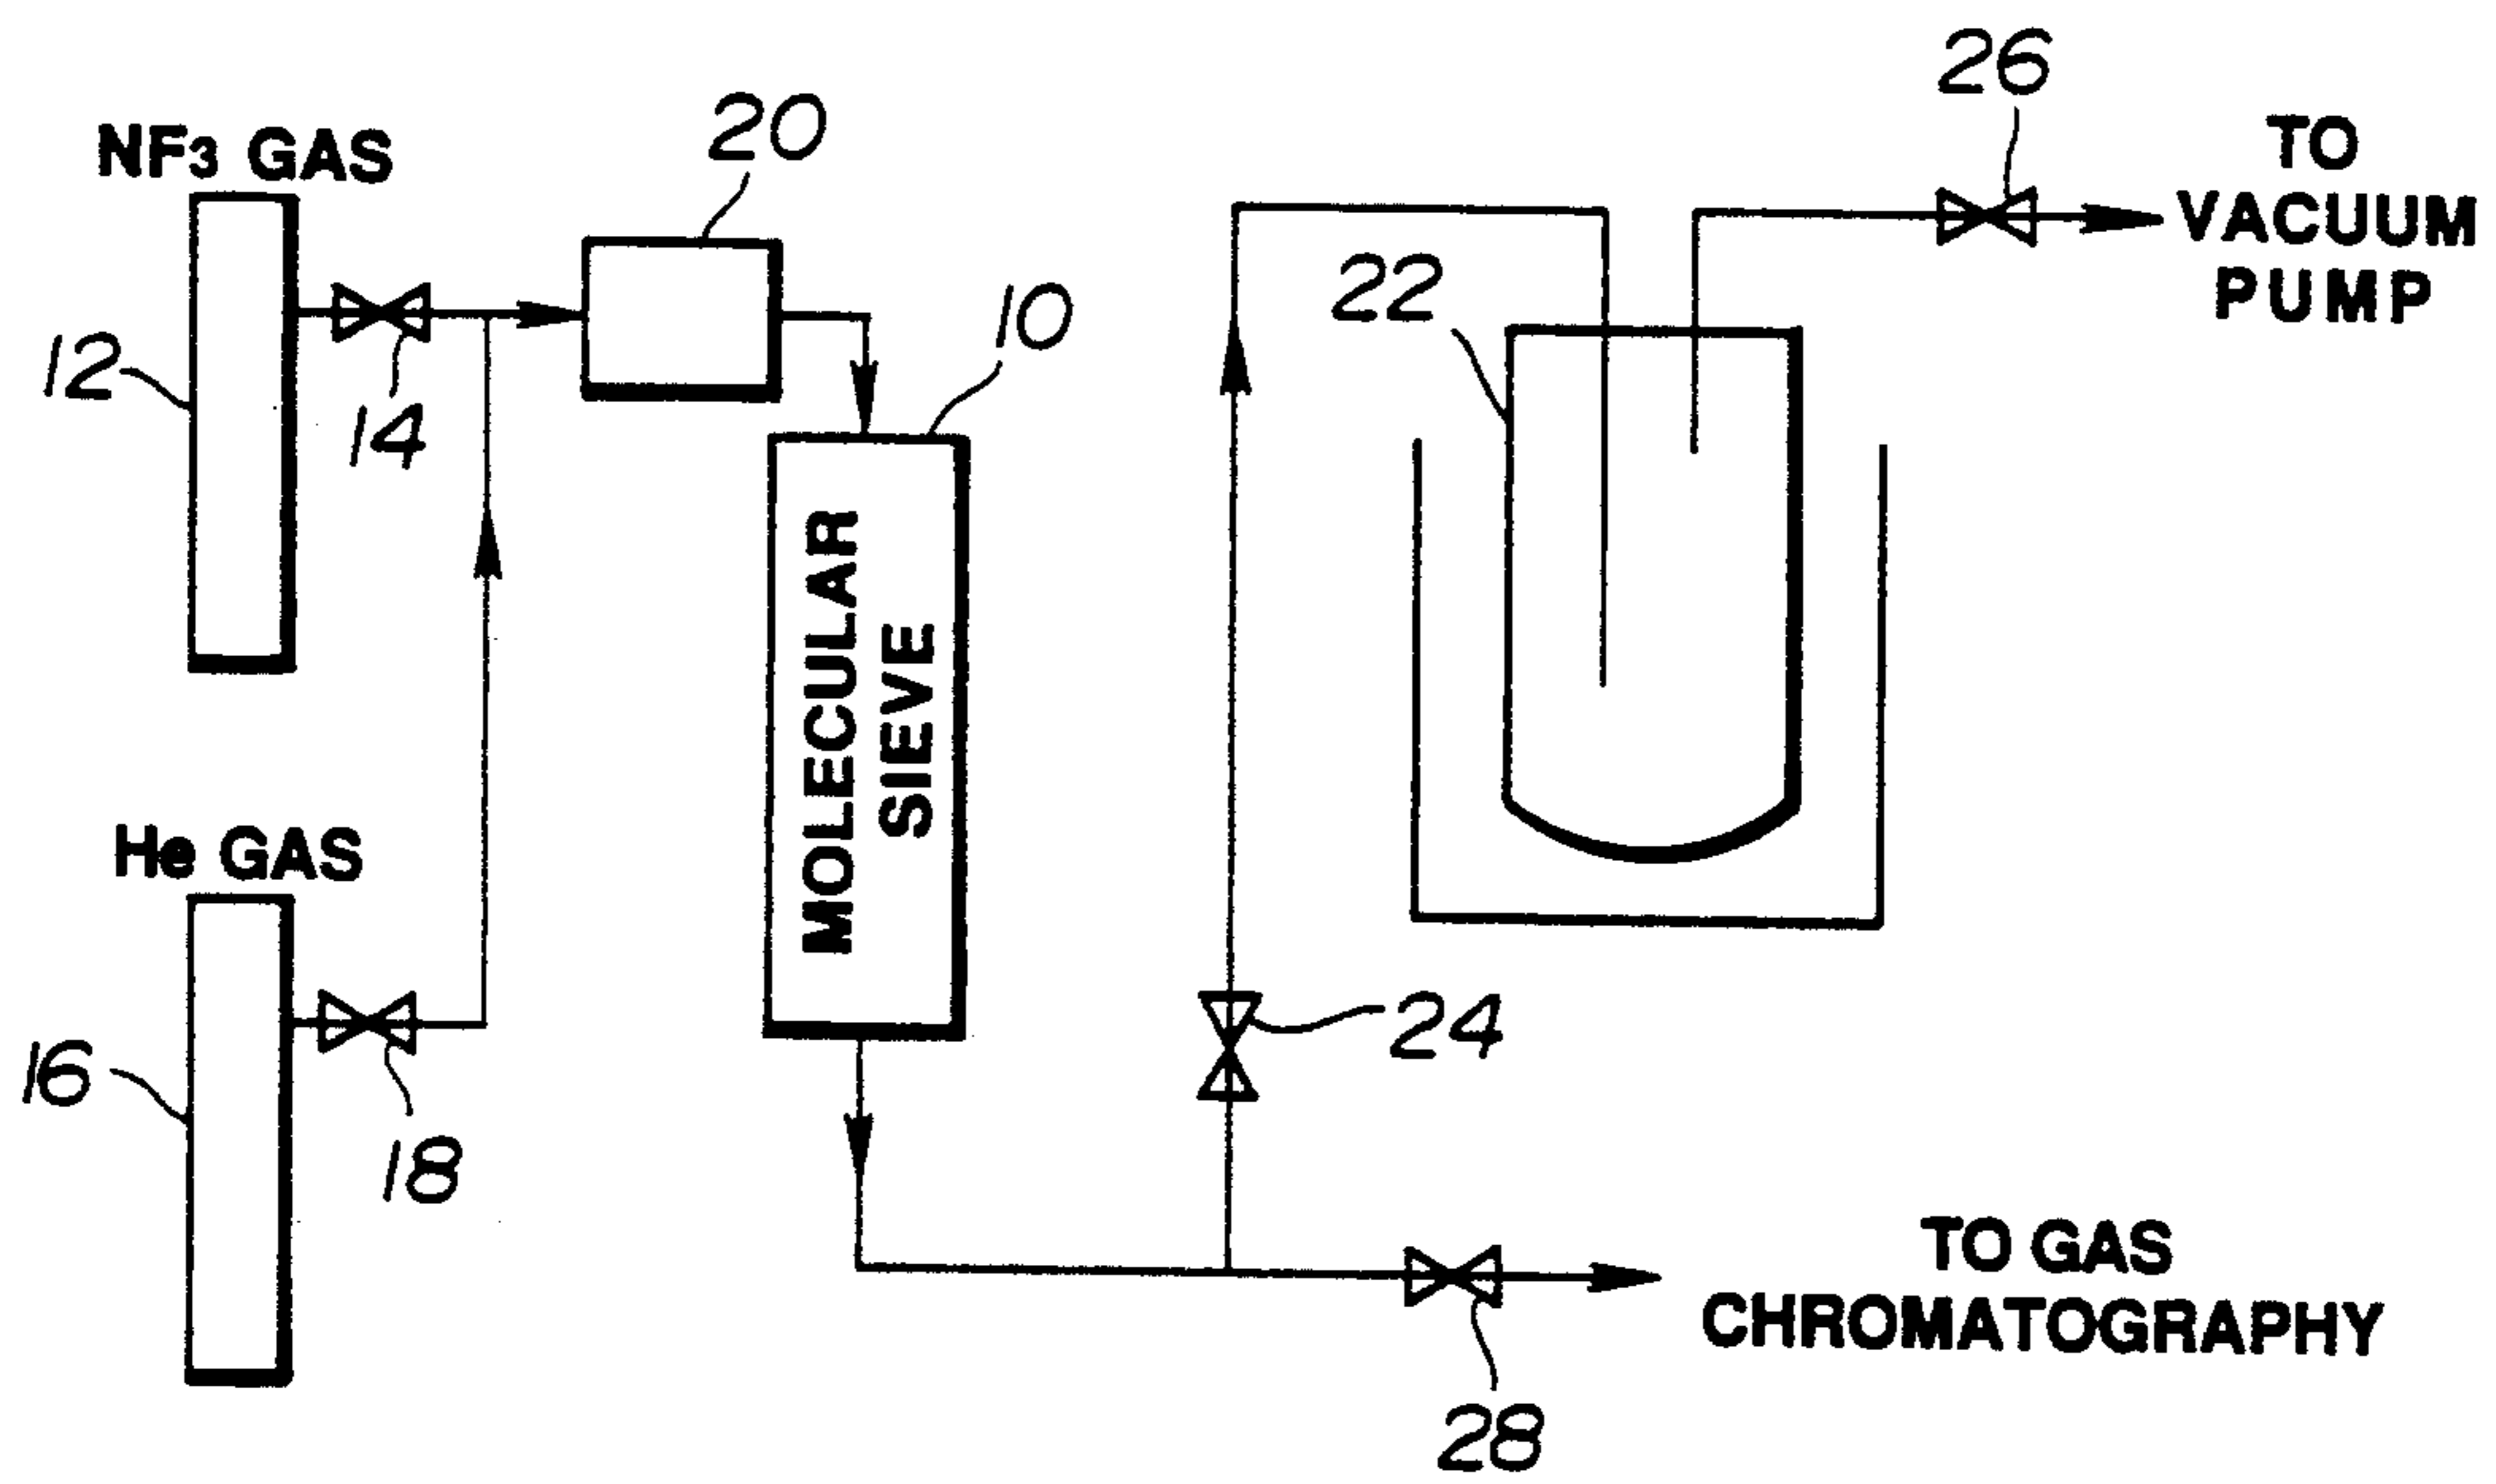 26
20
TO
VACUUM
PUMP
NF3 GAS
22
10
12
14
MOLECULAR
SIEVE
He GAS
24
16
18
TO GAS
CHROMATOGRAPHY
28